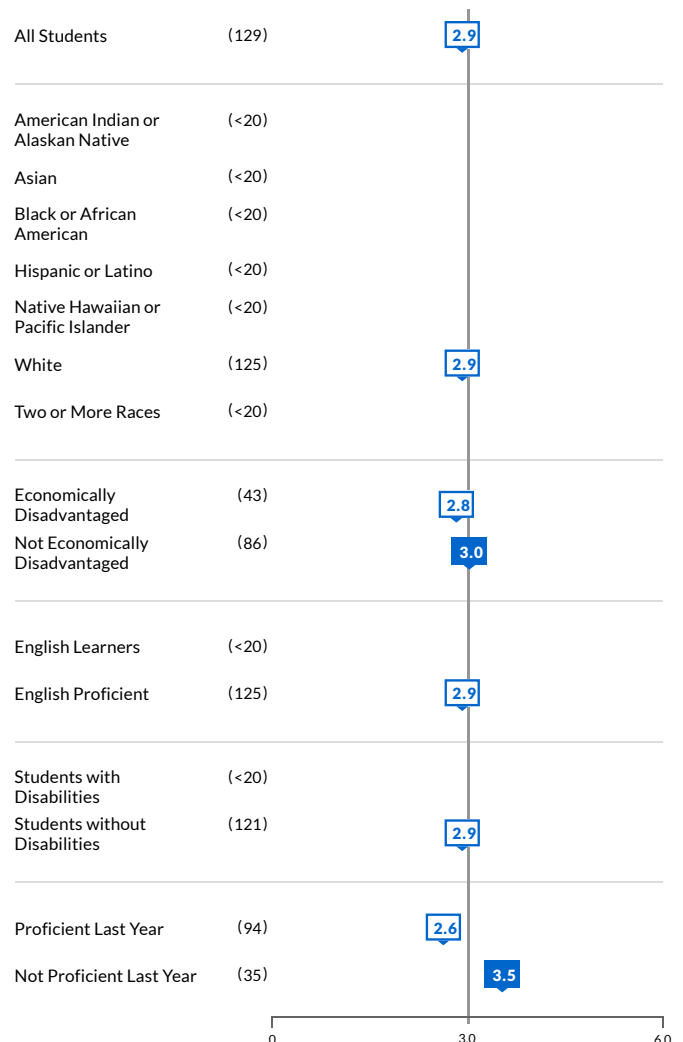 All Students (129) 2.9
American Indian or (<20)
Alaskan Native
Asian (<20)
Black or African (<20)
American
Hispanic or Latino (<20)
Native Hawaiian or (<20)
Pacific Islander
White (125) 2.9
Two or More Races (<20)
Economically (43) 2.8
Disadvantaged
Not Economically (86) 3.0
Disadvantaged
English Learners (<20)
English Proficient (125) 2.9
Students with (<20)
Disabilities
Students without (121) 2.9
Disabilities
Proficient Last Year (94) 2.6
Not Proficient Last Year (35) 3.5
0 3.0 6.0